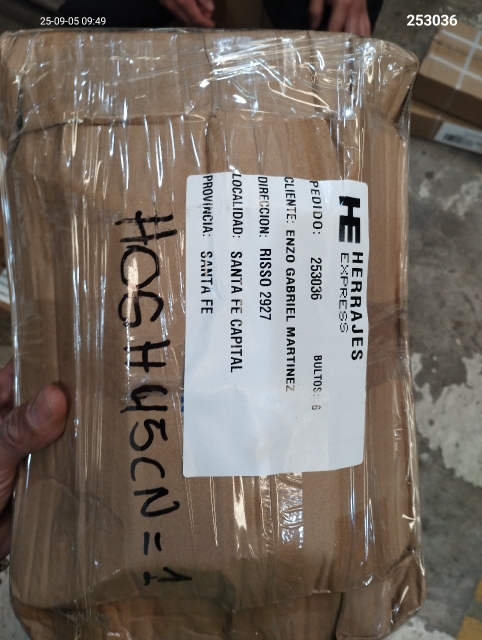 25-09-05 09:49
253036
HE HERRAJES
EXPRESS
PEDIDO: 253036 BULTOS: 6
CLIENTE: ENZO GABRIEL MARTINEZ
DIRECCION: RISSO 2927
LOCALIDAD: SANTA FE CAPITAL
PROVINCIA: SANTA FE
HOGH45CN = 1